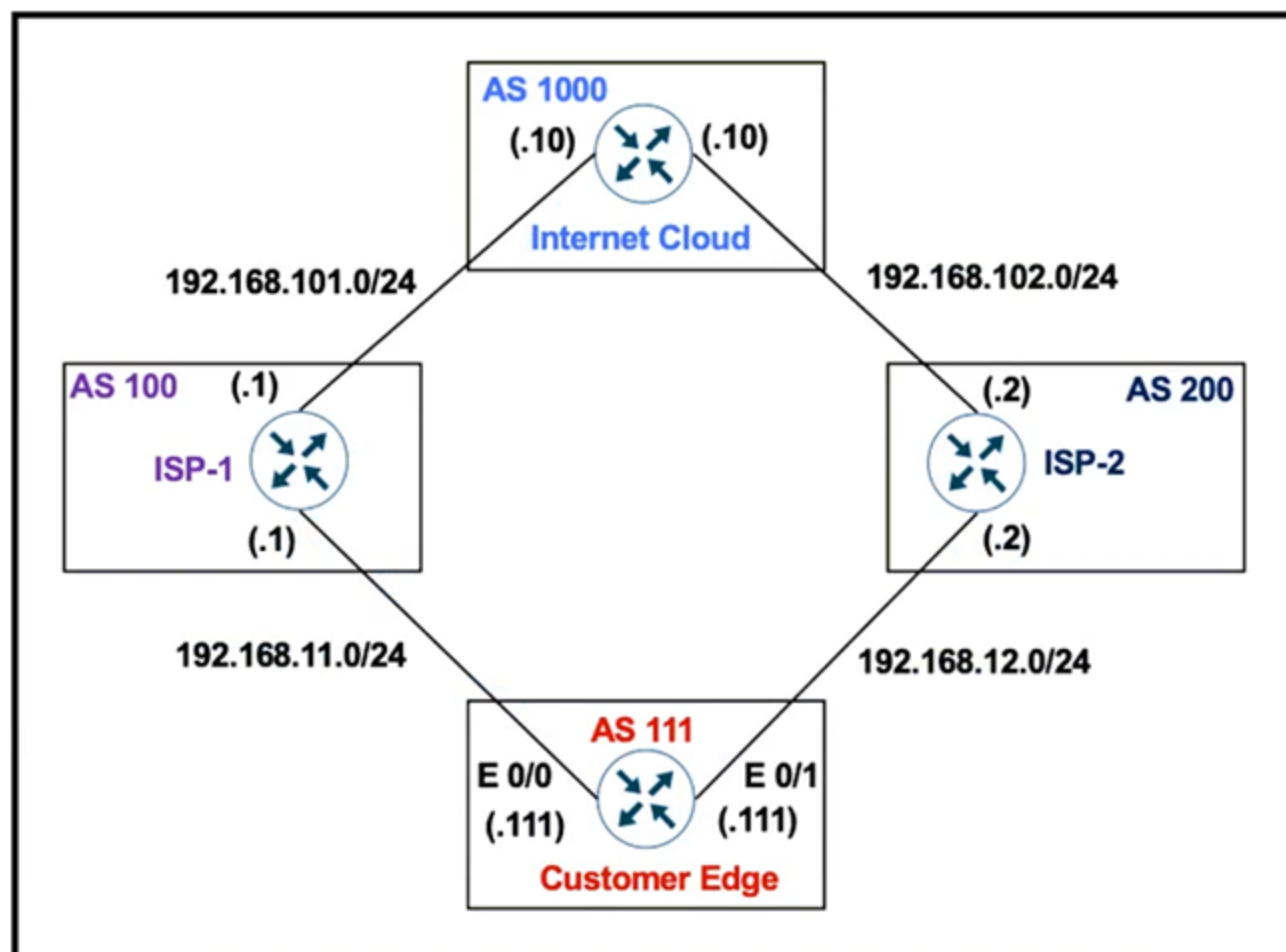 AS 1000
(.10)
(.10)
Internet Cloud
192.168.101.0/24
192.168.102.0/24
AS 100
(.1)
ISP-1
(.1)
(.2)
AS 200
ISP-2
(.2)
192.168.11.0/24
192.168.12.0/24
AS 111
E 0/0
E 0/1
(.111)
(.111)
Customer Edge